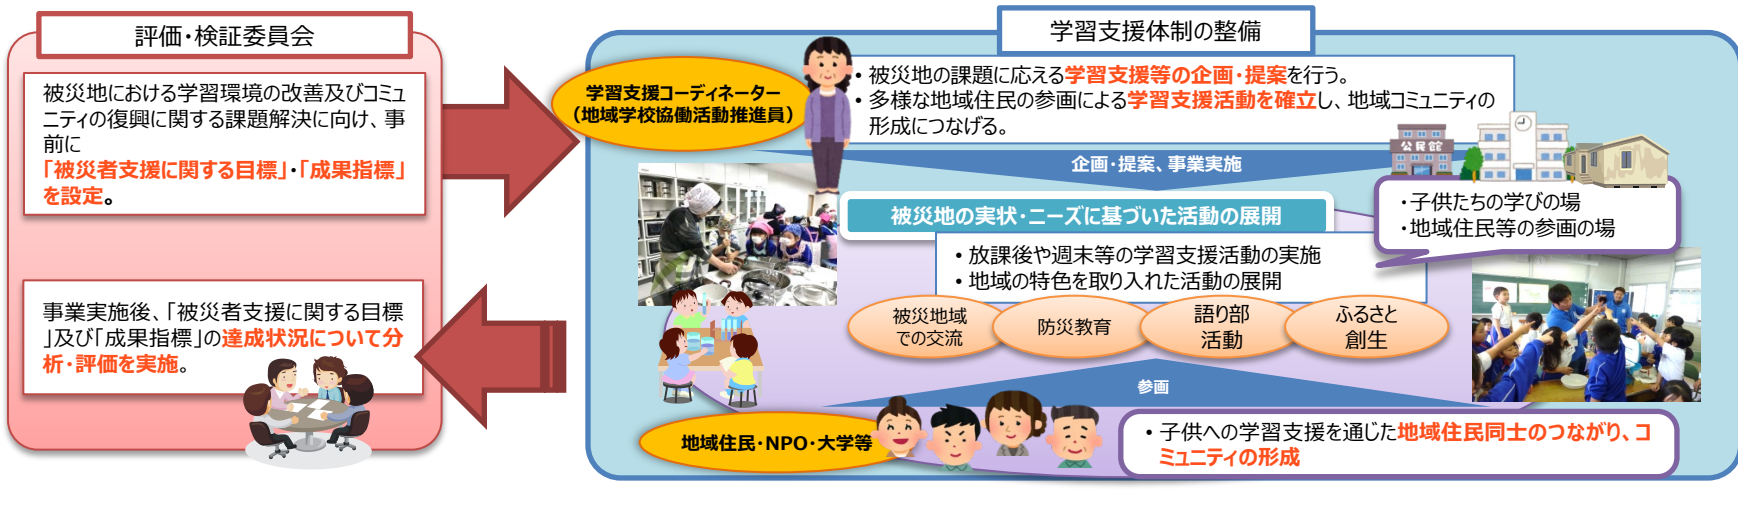 評価・検証委員会
被災地における学習環境の改善及びコミュ
ニティの復興に関する課題解決に向け、事
前に
「被災者支援に関する目標」・「成果指標」
を設定。
事業実施後、「被災者支援に関する目標
」及び「成果指標」の達成状況について分
析・評価を実施。
学習支援体制の整備
学習支援コーディネーター
（地域学校協働活動推進員）
・被災地の課題に応える学習支援等の企画・提案を行う。
・多様な地域住民の参画による学習支援活動を確立し、地域コミュニティの
形成につなげる。
企画・提案、事業実施
公民館
・子供たちの学びの場
・地域住民等の参画の場
被災地の実状・ニーズに基づいた活動の展開
・放課後や週末等の学習支援活動の実施
・地域の特色を取り入れた活動の展開
被災地域
での交流
防災教育
語り部
活動
ふるさと
創生
参画
地域住民・NPO・大学等
・子供への学習支援を通じた地域住民同士のつながり、コ
ミュニティの形成